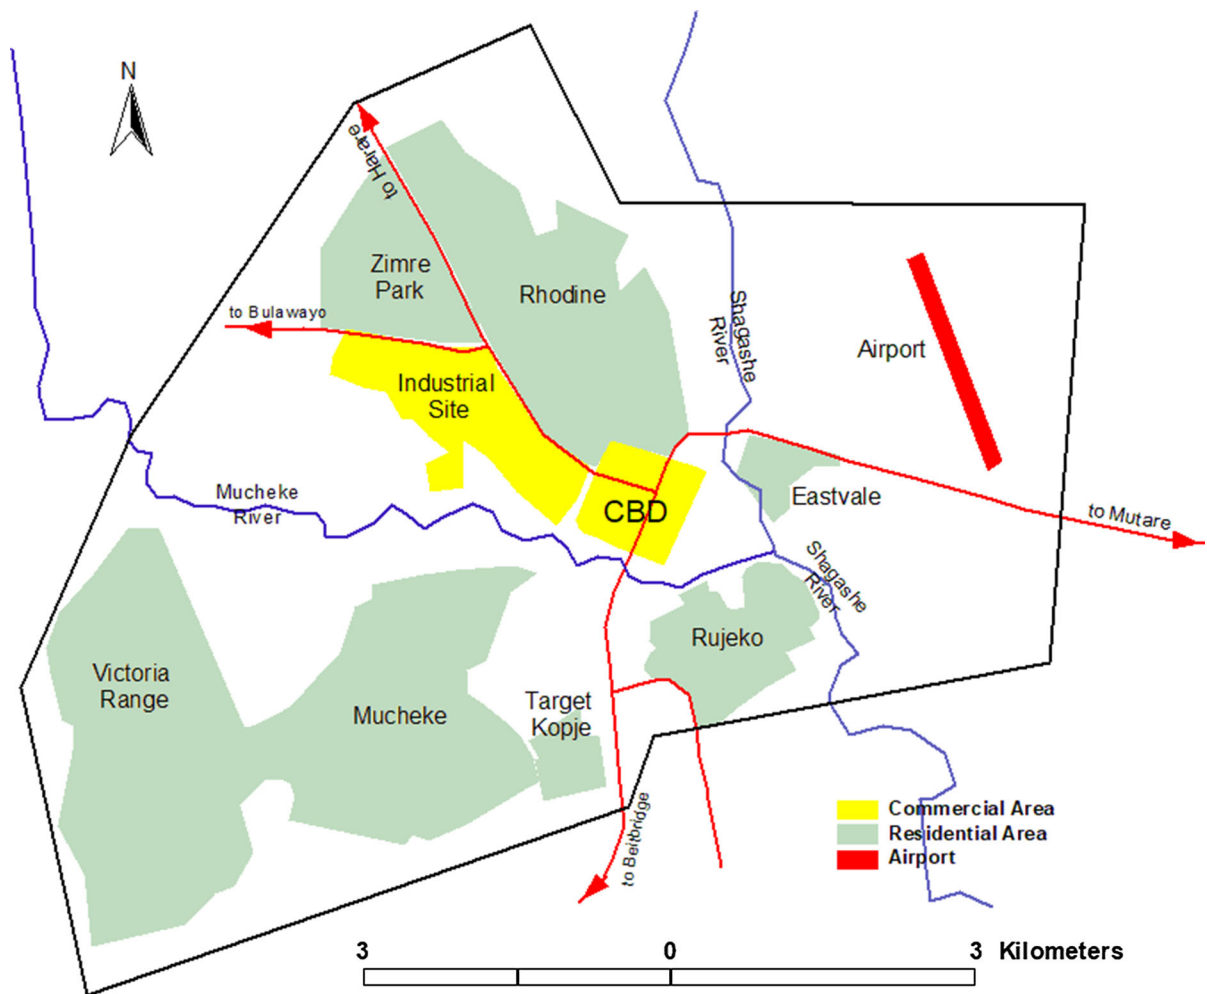 N
to Harare
Zimre
Park
Rhodine
to Bulawayo
Shagashe
River
Airport
Industrial
Site
Mucheke
River
CBD
Eastvale
to Mutare
Shagashe
River
Rujeko
Victoria
Range
Mucheke
Target
Kopje
to Beitbridge
Commercial Area
Residential Area
Airport
3 0 3 Kilometers